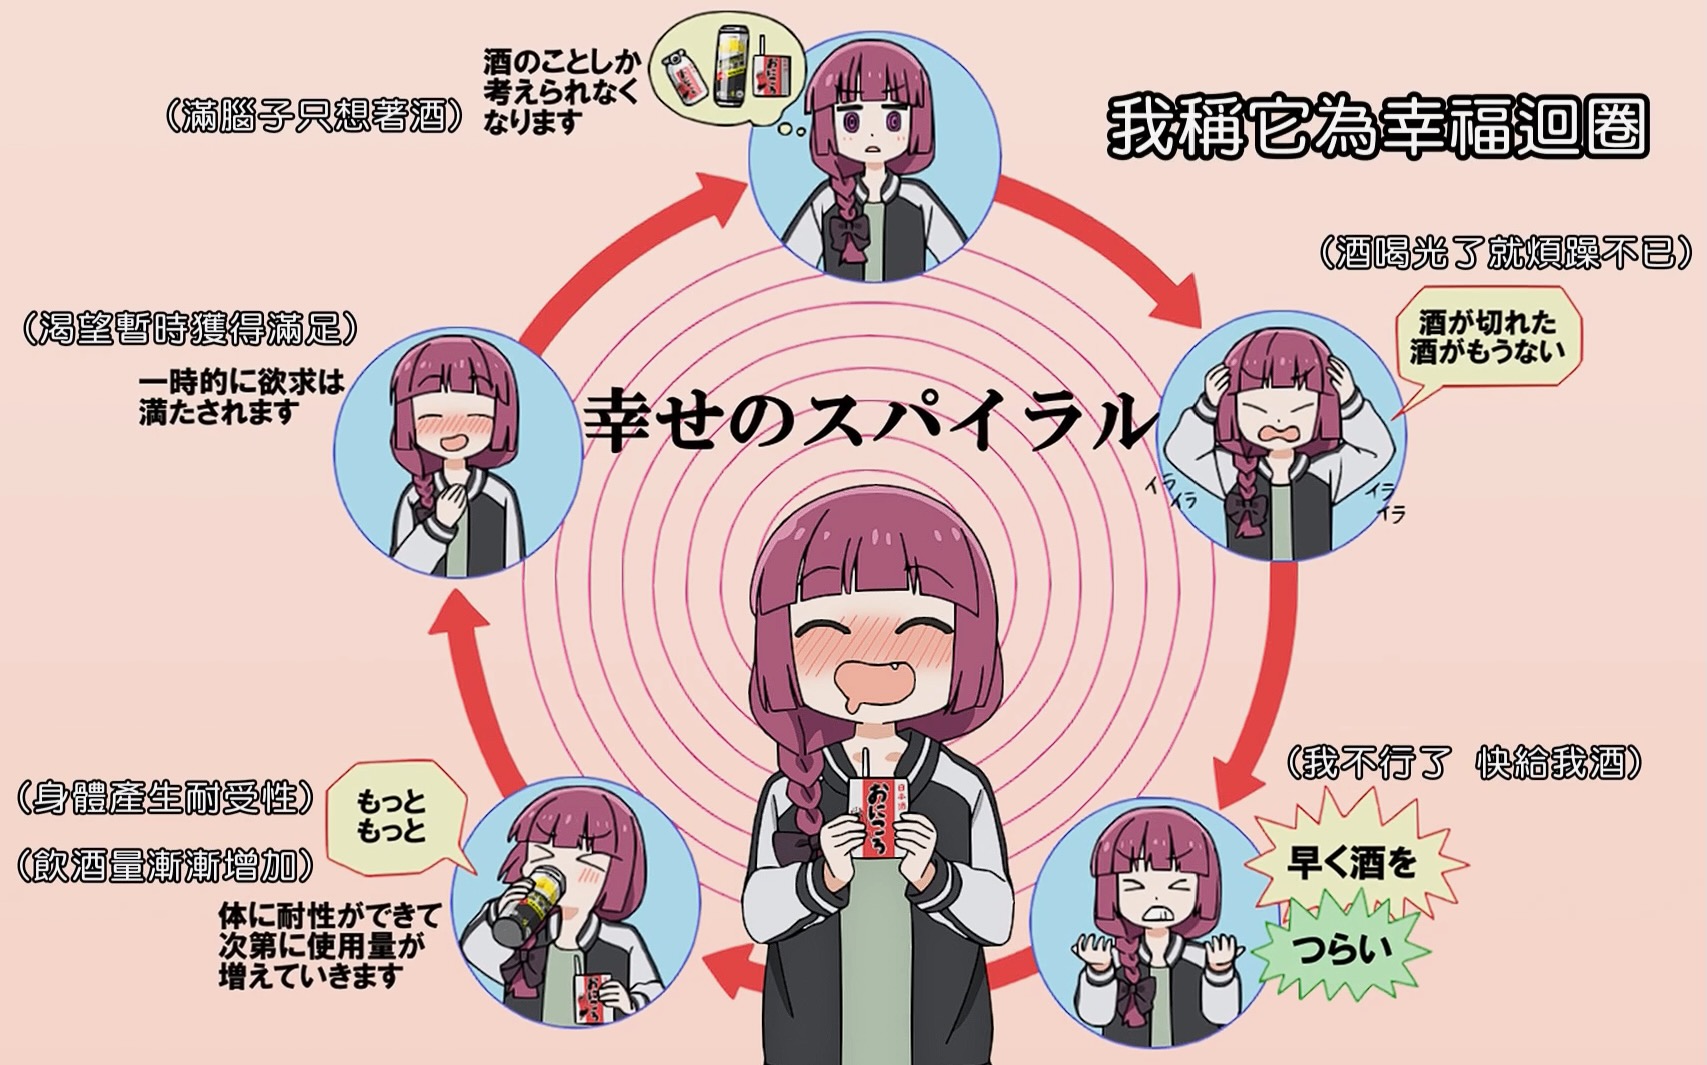 我稱它為幸福迴圈
(滿腦子只想著酒)
酒のことしか
考えられなく
なります
(酒喝光了就煩躁不已)
酒が切れた
酒がもうない
イライラ
イライラ
(渴望暫時獲得滿足)
一時的に欲求は
満たされます
幸せのスパイラル
(我不行了 快給我酒)
早く酒を
つらい
(身體產生耐受性)
(飲酒量漸漸增加)
もっと
もっと
体に耐性ができて
次第に使用量が
増えていきます
日本酒
おにころ
おにころ
おにころ